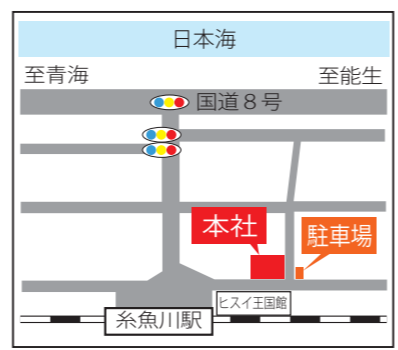 日本海
至青海
至能生
国道８号
本社
駐車場
ヒスイ王国館
糸魚川駅